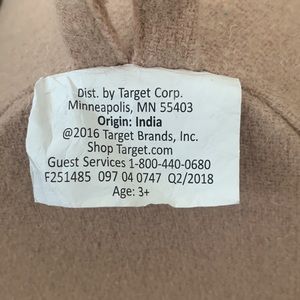 Dist. by Target Corp.
Minneapolis, MN 55403
Origin: India
@2016 Target Brands, Inc.
Shop Target.com
Guest Services 1-800-440-0680
F251485 097 04 0747 Q2/2018
Age: 3+